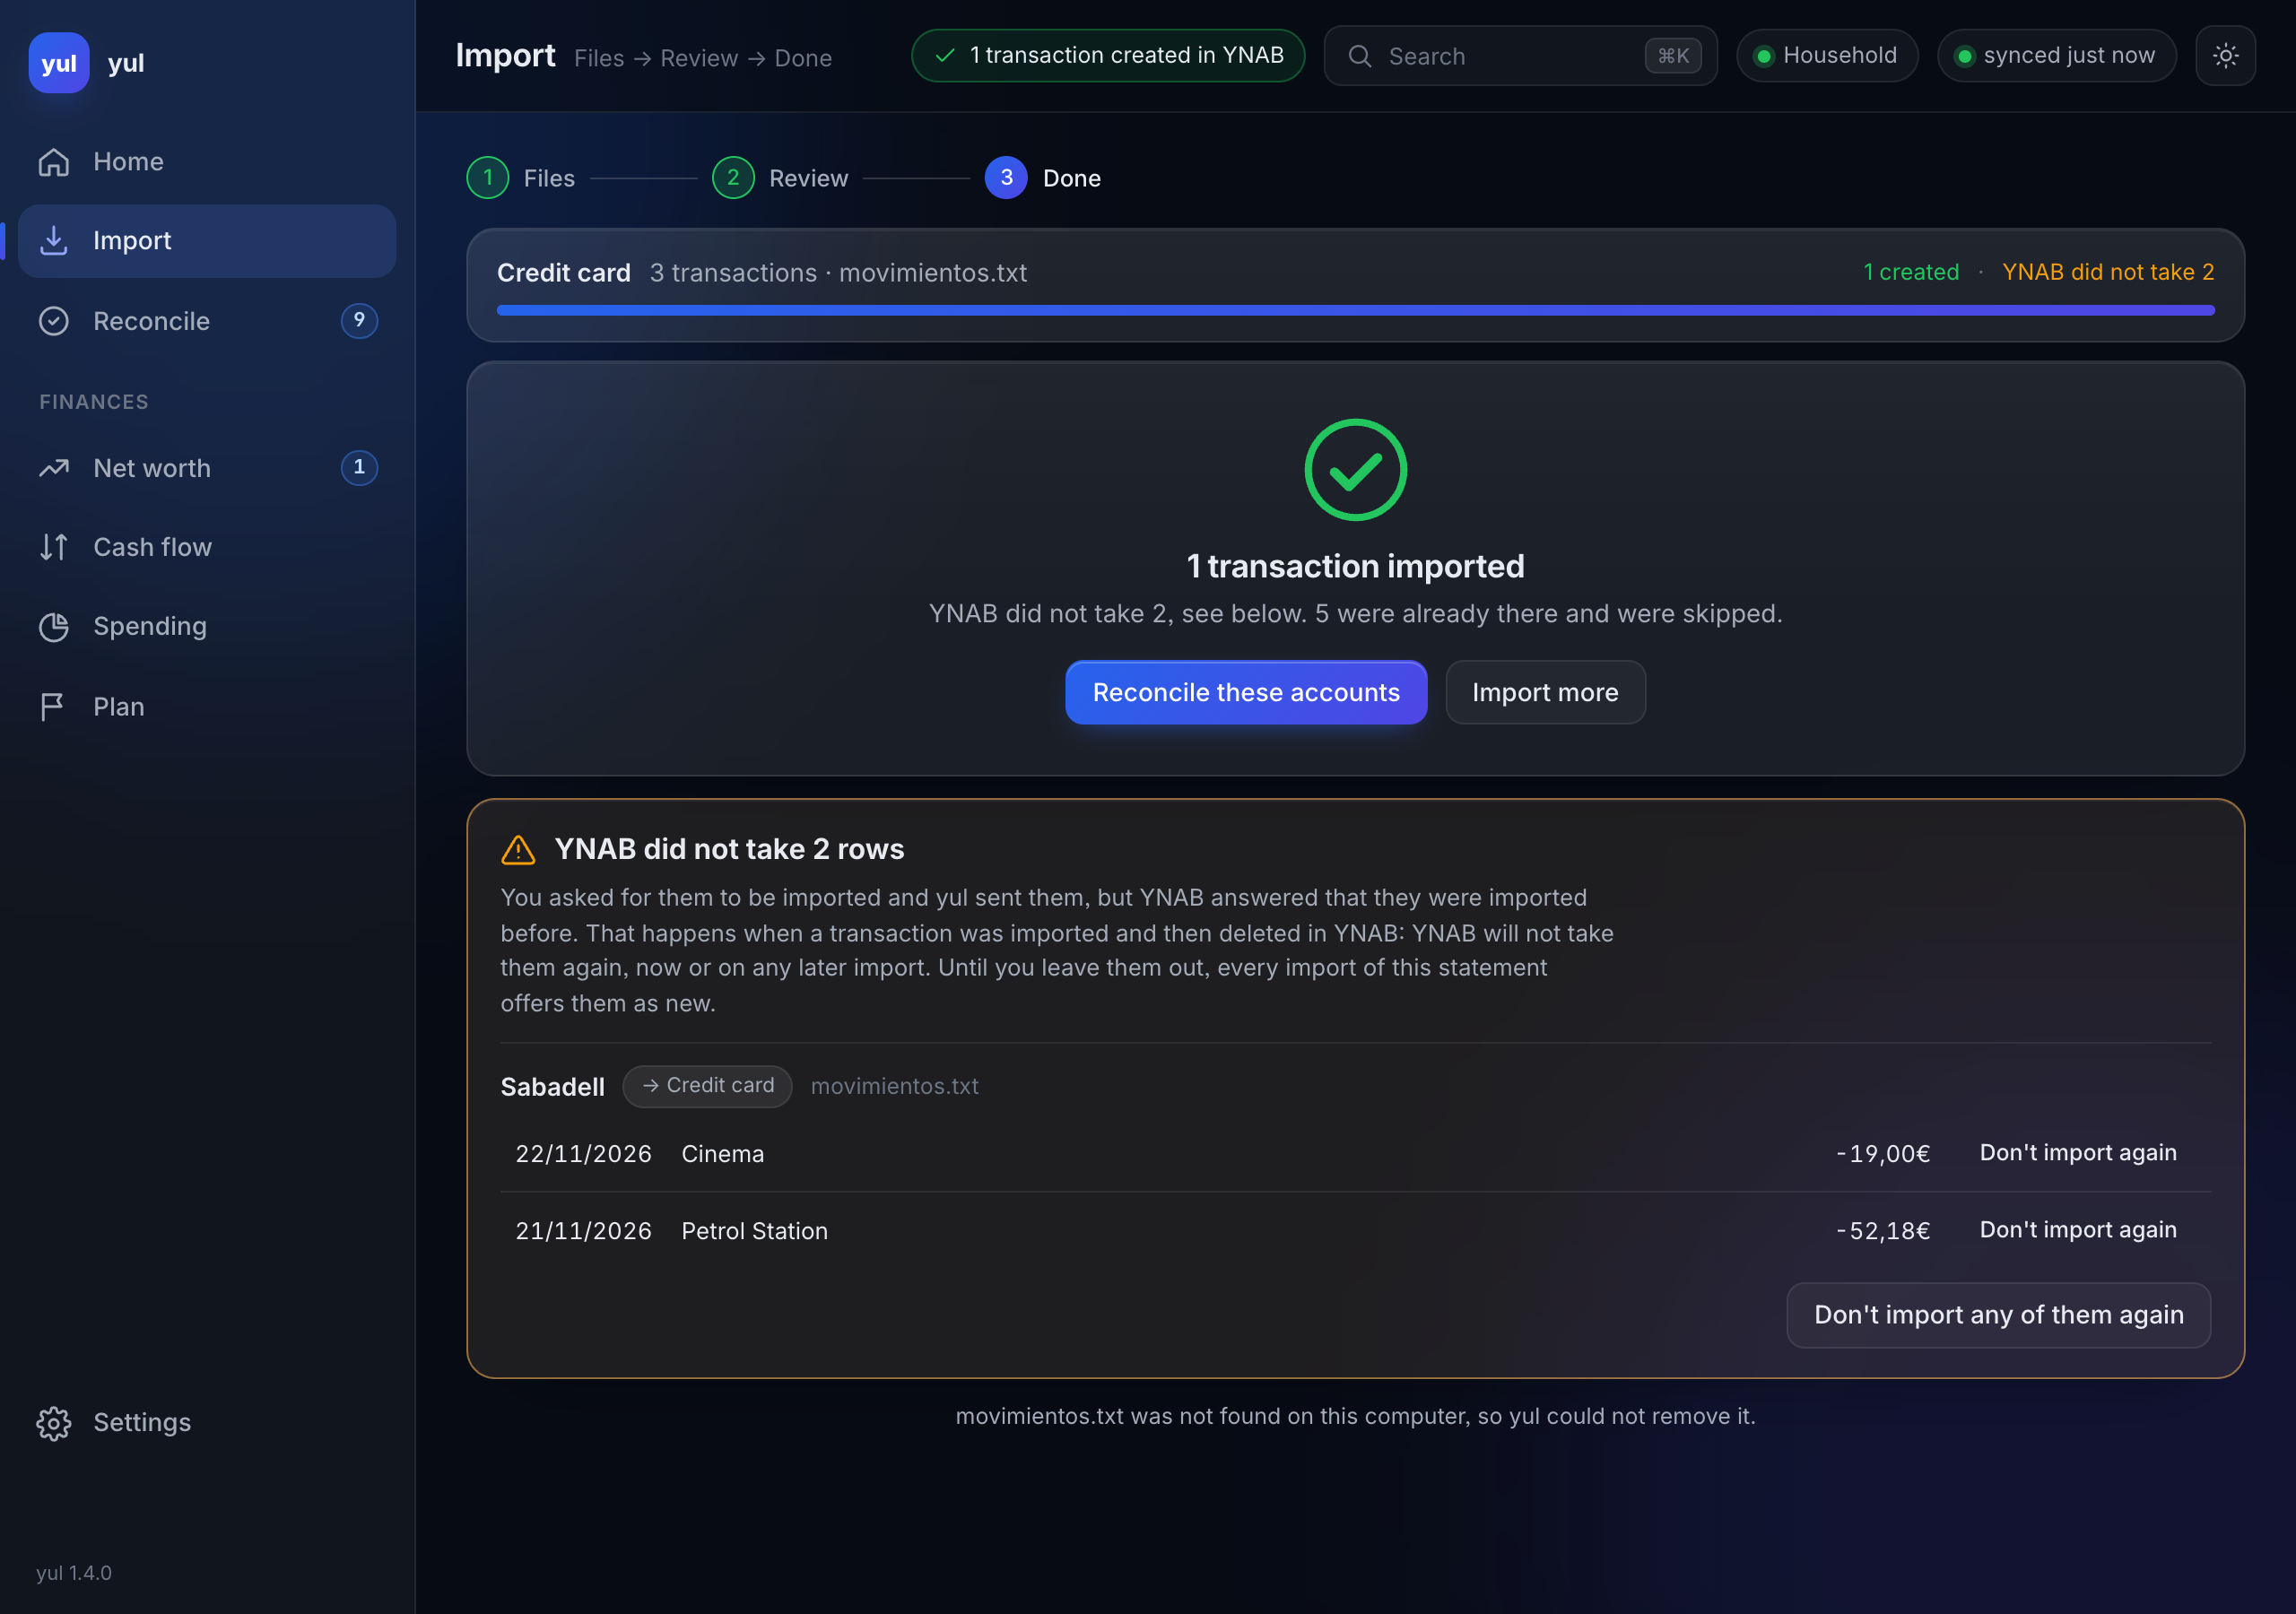 yul yul
Home
Import
Reconcile 9
FINANCES
Net worth 1
Cash flow
Spending
Plan
Settings
yul 1.4.0
Import Files → Review → Done
1 transaction created in YNAB
Search ⌘K
Household
synced just now
1 Files 2 Review 3 Done
Credit card 3 transactions · movimientos.txt 1 created · YNAB did not take 2
1 transaction imported
YNAB did not take 2, see below. 5 were already there and were skipped.
Reconcile these accounts Import more
YNAB did not take 2 rows
You asked for them to be imported and yul sent them, but YNAB answered that they were imported
before. That happens when a transaction was imported and then deleted in YNAB: YNAB will not take
them again, now or on any later import. Until you leave them out, every import of this statement
offers them as new.
Sabadell → Credit card movimientos.txt
22/11/2026 Cinema -19,00€ Don't import again
21/11/2026 Petrol Station -52,18€ Don't import again
Don't import any of them again
movimientos.txt was not found on this computer, so yul could not remove it.